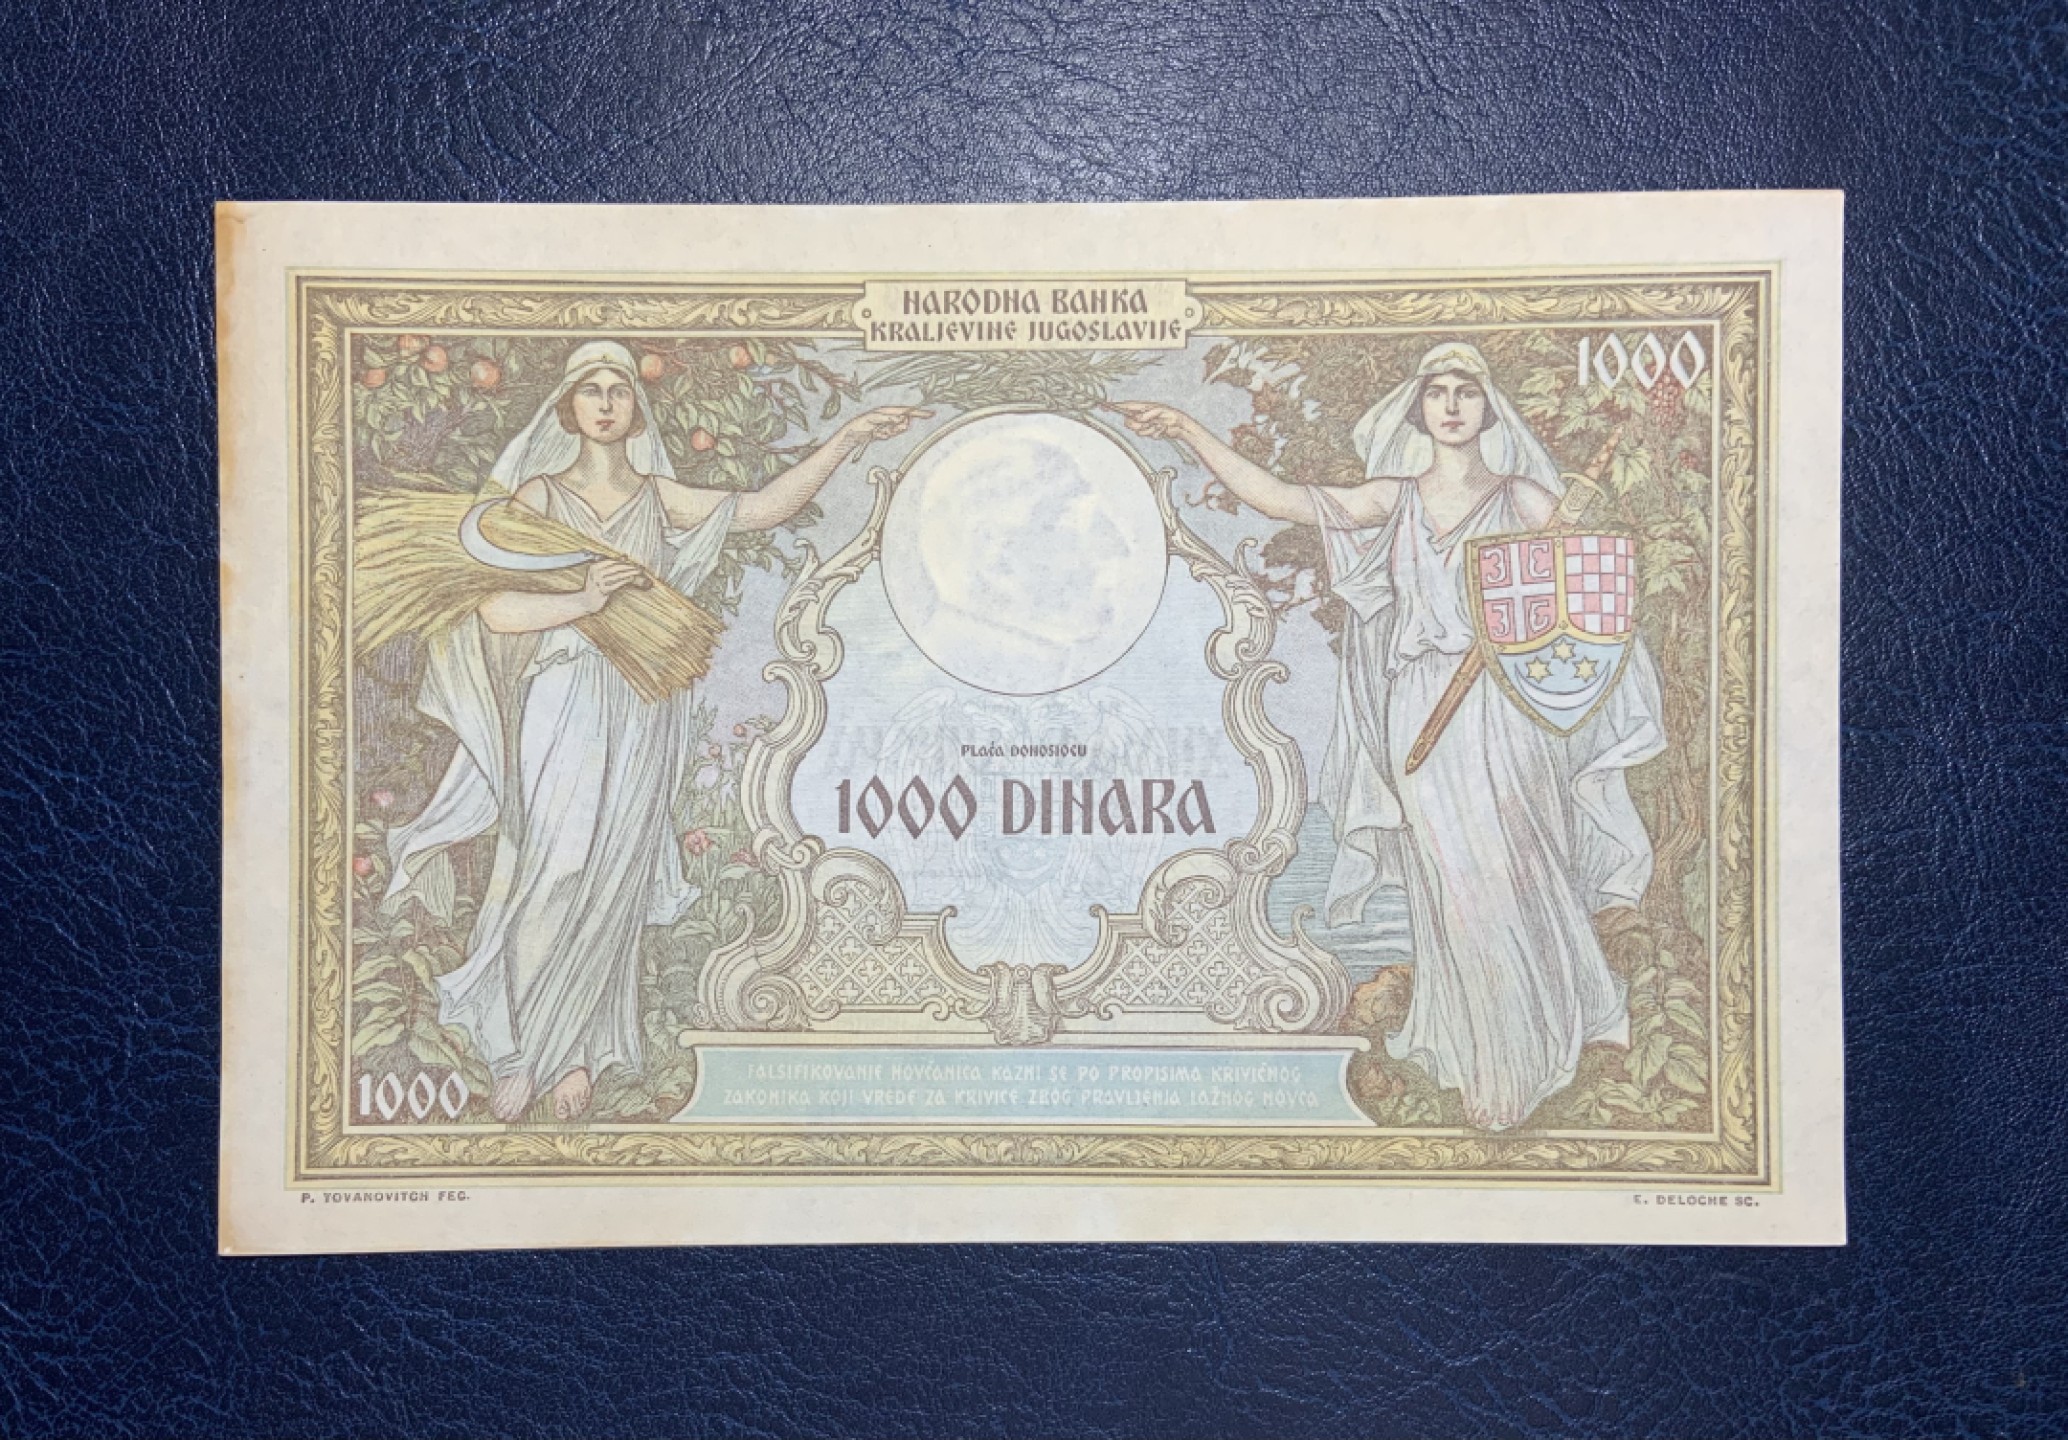 NARODNA BANKA
KRALJEVINE JUGOSLAVIJE
1000
PLAĆA DONOSIOCU
1000 DINARA
1000
FALSIFIKOVANJE NOVČANICA KAZNI SE PO PROPISIMA KRIVIČNOG
ZAKONIKA KOJI VREDE ZA KRIVICE ZBOG PRAVLJENJA LAŽNOG NOVCA
P. YOVANOVITCH FEC.
E. DELOCHE SC.